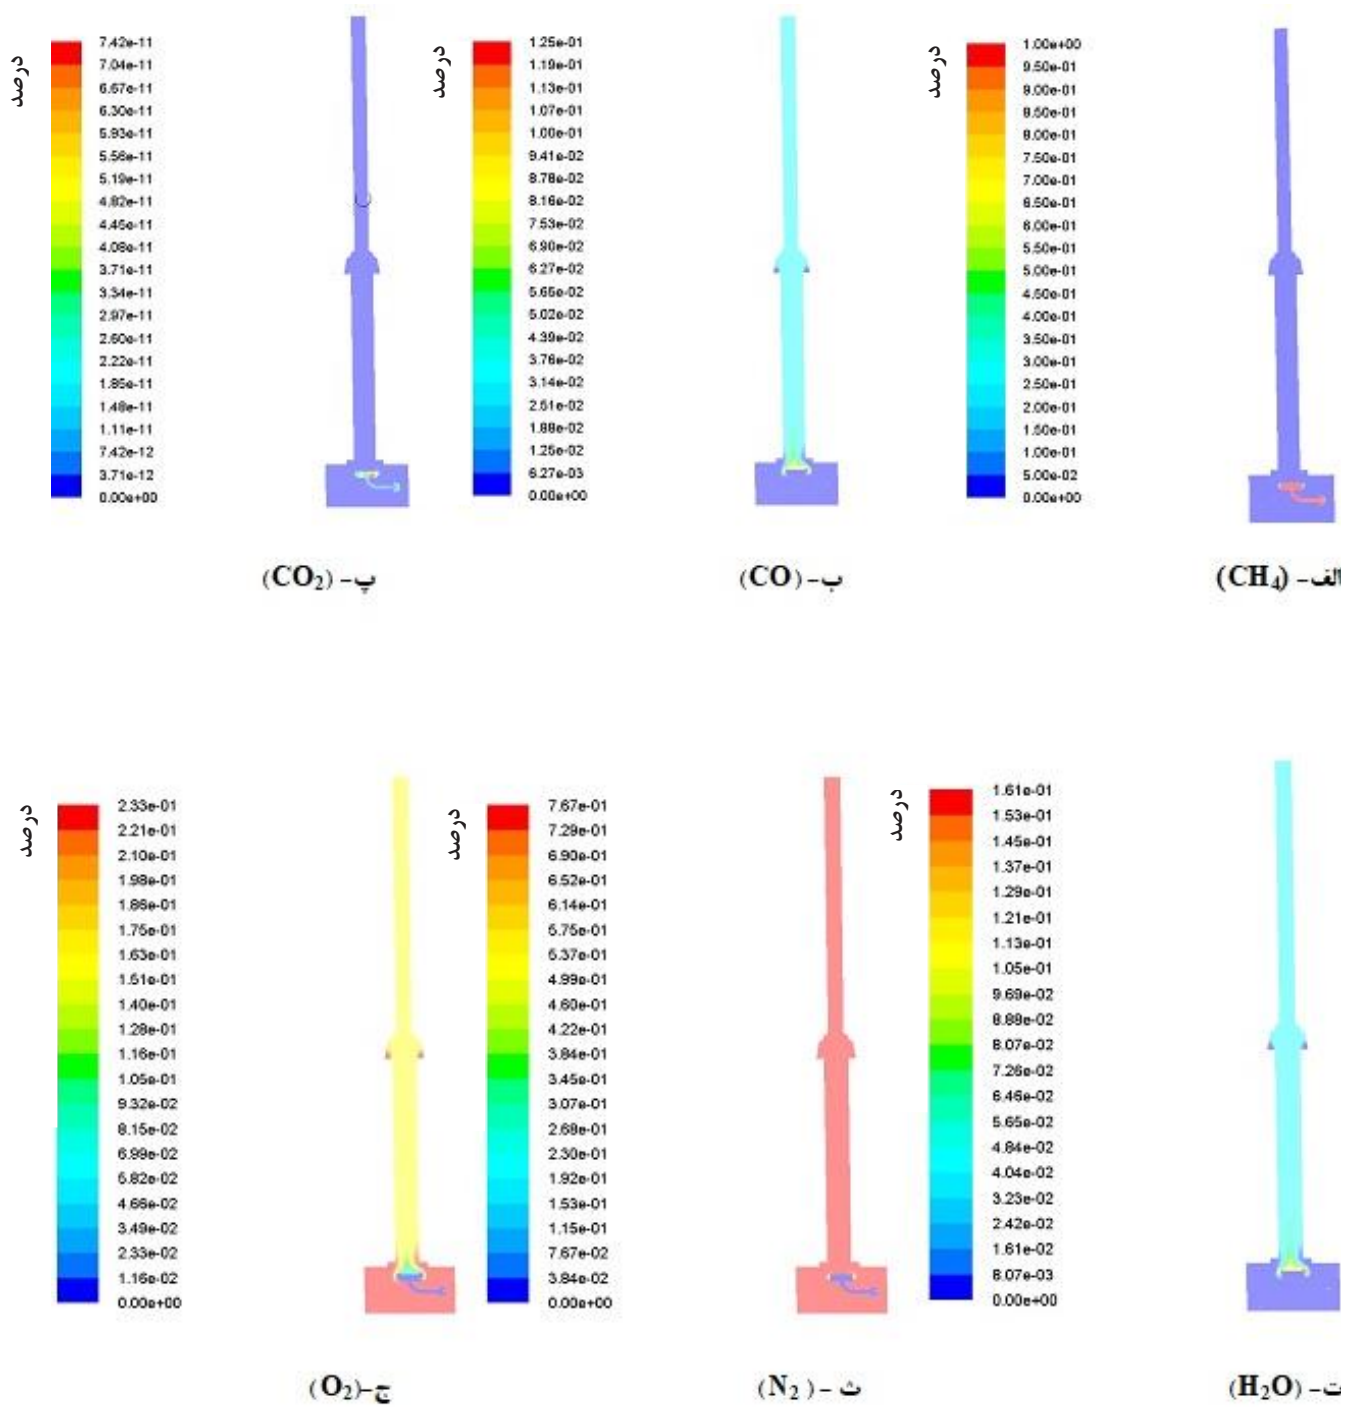 درصد
7.42e-11
7.04e-11
6.67e-11
6.30e-11
5.93e-11
5.56e-11
5.19e-11
4.82e-11
4.45e-11
4.08e-11
3.71e-11
3.34e-11
2.97e-11
2.60e-11
2.22e-11
1.85e-11
1.48e-11
1.11e-11
7.42e-12
3.71e-12
0.00e+00
پ- (CO₂)
درصد
1.25e-01
1.19e-01
1.13e-01
1.07e-01
1.00e-01
9.41e-02
8.78e-02
8.16e-02
7.53e-02
6.90e-02
6.27e-02
5.65e-02
5.02e-02
4.39e-02
3.76e-02
3.14e-02
2.51e-02
1.88e-02
1.25e-02
6.27e-03
0.00e+00
ب- (CO)
درصد
1.00e+00
9.50e-01
9.00e-01
8.50e-01
8.00e-01
7.50e-01
7.00e-01
6.50e-01
6.00e-01
5.50e-01
5.00e-01
4.50e-01
4.00e-01
3.50e-01
3.00e-01
2.50e-01
2.00e-01
1.50e-01
1.00e-01
5.00e-02
0.00e+00
الف- (CH₄)
درصد
2.33e-01
2.21e-01
2.10e-01
1.98e-01
1.86e-01
1.75e-01
1.63e-01
1.51e-01
1.40e-01
1.28e-01
1.16e-01
1.05e-01
9.32e-02
8.15e-02
6.99e-02
5.82e-02
4.66e-02
3.49e-02
2.33e-02
1.16e-02
0.00e+00
ج- (O₂)
درصد
7.67e-01
7.29e-01
6.90e-01
6.52e-01
6.14e-01
5.75e-01
5.37e-01
4.99e-01
4.60e-01
4.22e-01
3.84e-01
3.45e-01
3.07e-01
2.68e-01
2.30e-01
1.92e-01
1.53e-01
1.15e-01
7.67e-02
3.84e-02
0.00e+00
ث - (N₂)
درصد
1.61e-01
1.53e-01
1.45e-01
1.37e-01
1.29e-01
1.21e-01
1.13e-01
1.05e-01
9.69e-02
8.88e-02
8.07e-02
7.26e-02
6.46e-02
5.65e-02
4.84e-02
4.04e-02
3.23e-02
2.42e-02
1.61e-02
8.07e-03
0.00e+00
ت- (H₂O)